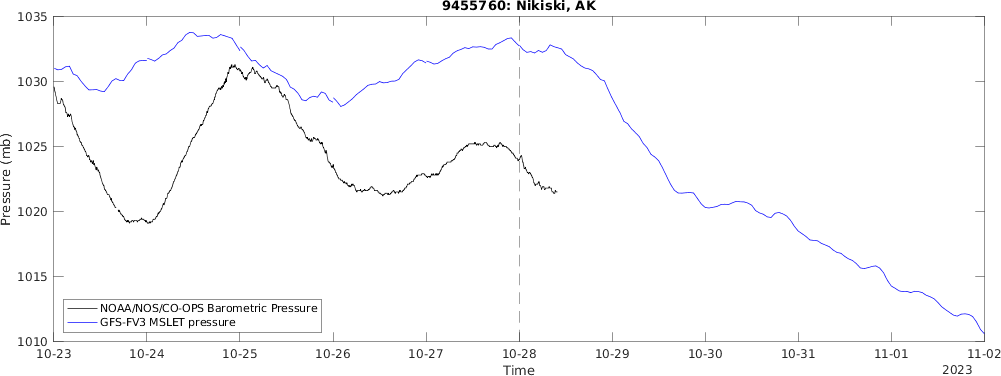 9455760: Nikiski, AK
Pressure (mb)
1035
1030
1025
1020
1015
1010
NOAA/NOS/CO-OPS Barometric Pressure
GFS-FV3 MSLET pressure
10-23 10-24 10-25 10-26 10-27 10-28 10-29 10-30 10-31 11-01 11-02
Time
2023